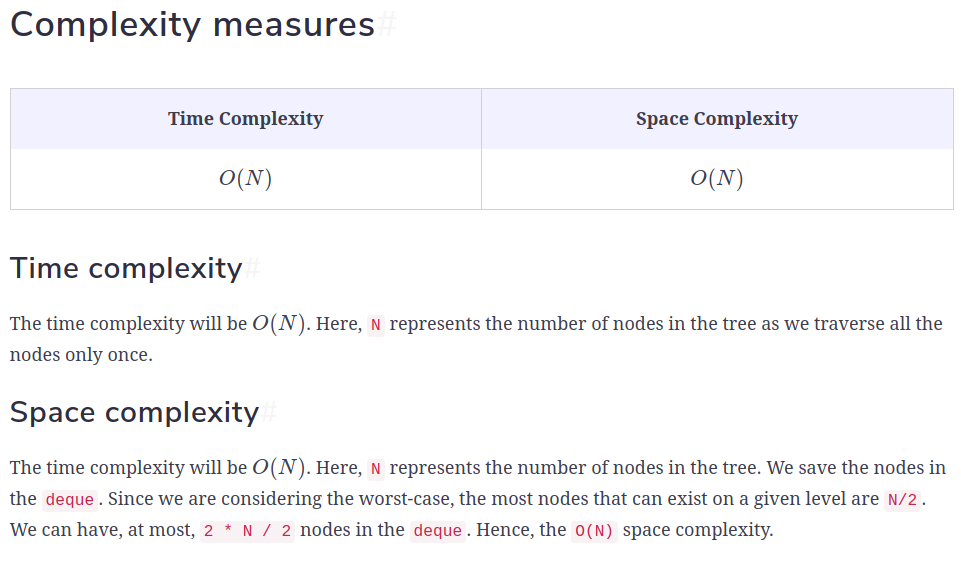 Complexity measures#
Time Complexity
Space Complexity
O(N)
O(N)
Time complexity#
The time complexity will be O(N). Here, N represents the number of nodes in the tree as we traverse all the
nodes only once.
Space complexity#
The time complexity will be O(N). Here, N represents the number of nodes in the tree. We save the nodes in
the deque. Since we are considering the worst-case, the most nodes that can exist on a given level are N/2.
We can have, at most, 2 * N / 2 nodes in the deque. Hence, the O(N) space complexity.